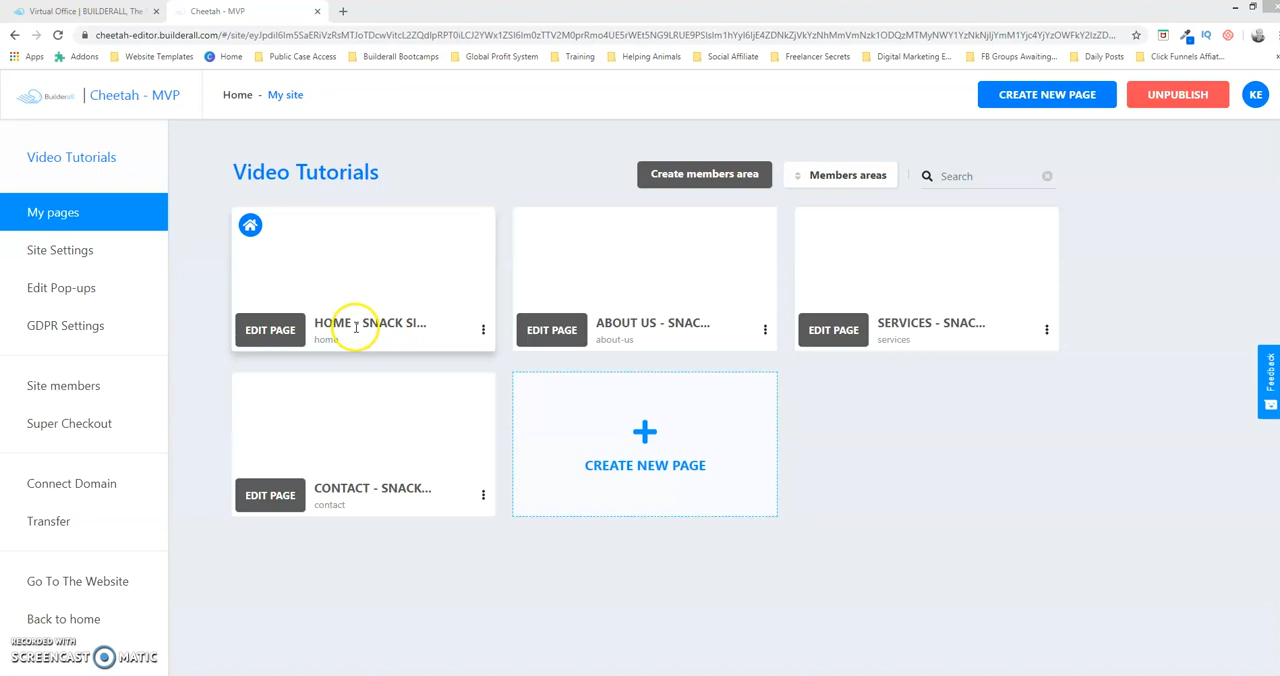 Virtual Office | BUILDERALL, The
Cheetah - MVP
Apps
Addons
Website Templates
Home
Public Case Access
Builderall Bootcamps
Global Profit System
Training
Helping Animals
Social Affiliate
Freelancer Secrets
Digital Marketing E...
FB Groups Awaiting...
Daily Posts
Click Funnels Affiat...
Builderall | Cheetah - MVP
Home - My site
CREATE NEW PAGE
UNPUBLISH
KE
Video Tutorials
My pages
Site Settings
Edit Pop-ups
GDPR Settings
Site members
Super Checkout
Connect Domain
Transfer
Go To The Website
Back to home
RECORDED WITH
SCREENCAST MATIC
Video Tutorials
Create members area
Members areas
Search
EDIT PAGE
HOME - SNACK SI...
home
EDIT PAGE
ABOUT US - SNAC...
about-us
EDIT PAGE
SERVICES - SNAC...
services
EDIT PAGE
CONTACT - SNACK...
contact
CREATE NEW PAGE
Feedback